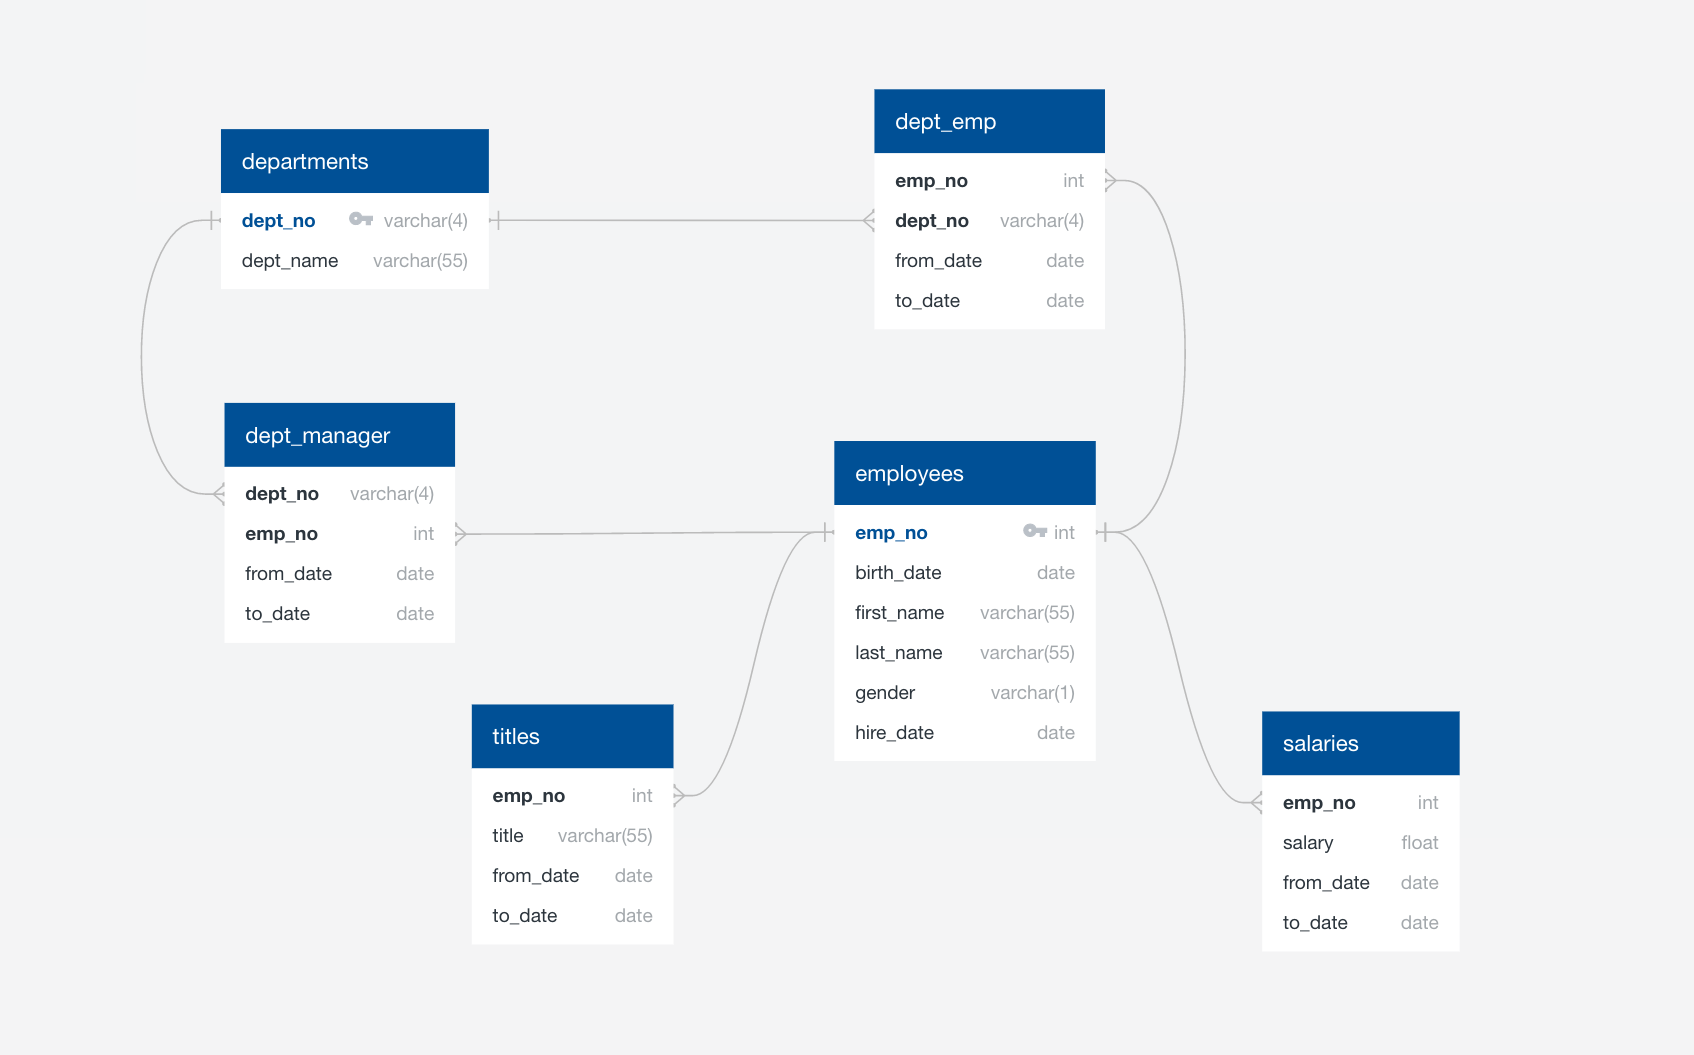 departments
dept_no varchar(4)
dept_name varchar(55)
dept_emp
emp_no int
dept_no varchar(4)
from_date date
to_date date
dept_manager
dept_no varchar(4)
emp_no int
from_date date
to_date date
employees
emp_no int
birth_date date
first_name varchar(55)
last_name varchar(55)
gender varchar(1)
hire_date date
titles
emp_no int
title varchar(55)
from_date date
to_date date
salaries
emp_no int
salary float
from_date date
to_date date